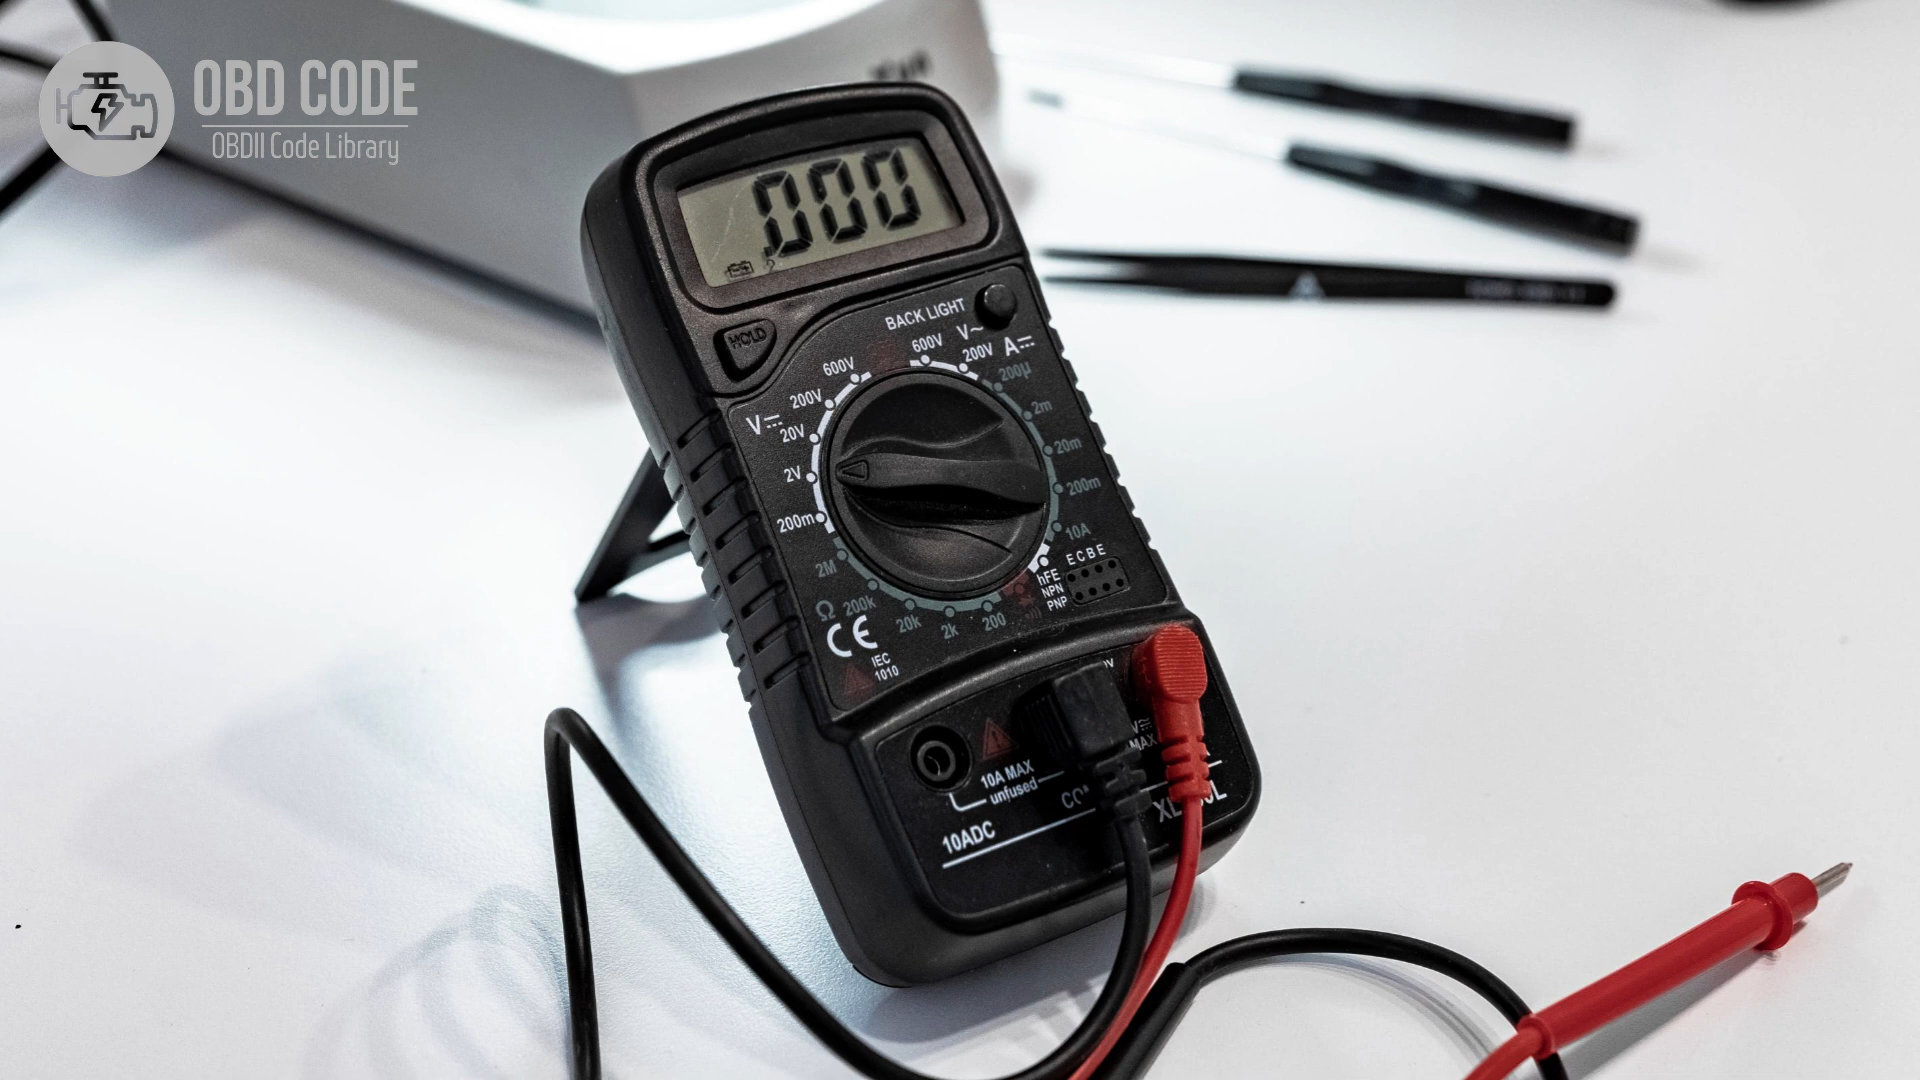 OBD CODE
OBDII Code Library
.000
HOLD
BACK LIGHT
600V
600V
V~
200V
A⎓
200V
200µ
V⎓
20V
2m
2V
20m
200m
200m
10A
2M
E C B E
hFE
NPN
PNP
Ω
200k
20k
2k
200
CE
IEC
1010
V≂
MAX
10A MAX
unfused
10ADC